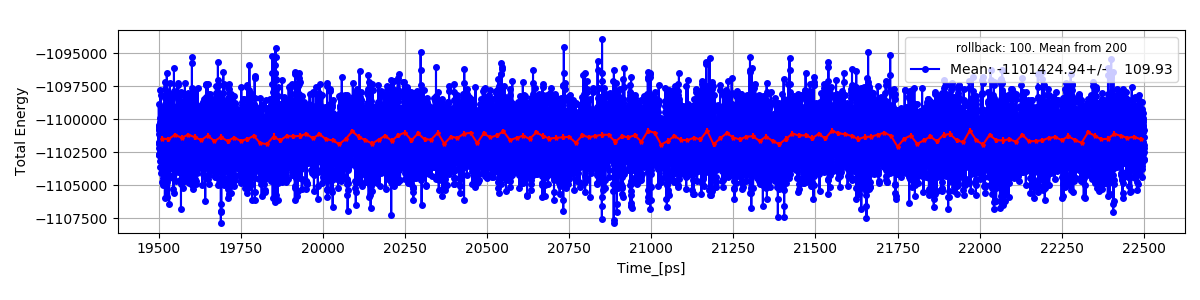 rollback: 100. Mean from 200
Mean: -1101424.94+/-   109.93
Total Energy
−1095000
−1097500
−1100000
−1102500
−1105000
−1107500
19500 19750 20000 20250 20500 20750 21000 21250 21500 21750 22000 22250 22500
Time_[ps]